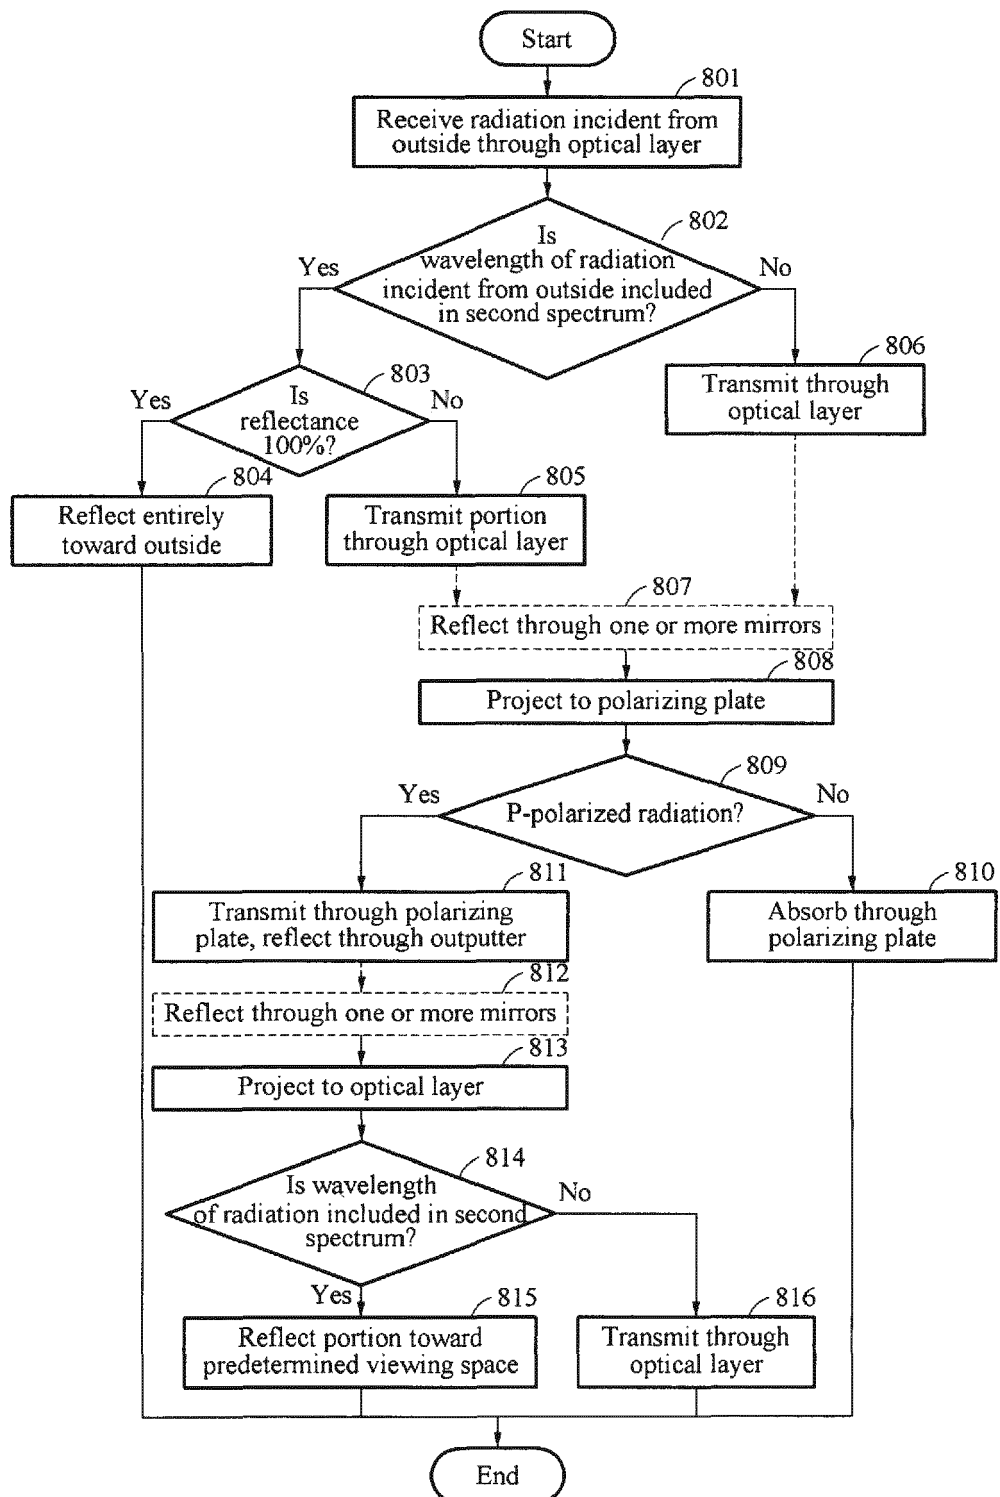 Start
801
Receive radiation incident from
outside through optical layer
802
Is
wavelength of radiation
incident from outside included
in second spectrum?
Yes
No
803
Is
reflectance
100%?
Yes
No
806
Transmit through
optical layer
804
Reflect entirely
toward outside
805
Transmit portion
through optical layer
807
Reflect through one or more mirrors
808
Project to polarizing plate
809
P-polarized radiation?
Yes
No
811
Transmit through polarizing
plate, reflect through outputter
810
Absorb through
polarizing plate
812
Reflect through one or more mirrors
813
Project to optical layer
814
Is wavelength
of radiation included in second
spectrum?
No
Yes
815
Reflect portion toward
predetermined viewing space
816
Transmit through
optical layer
End